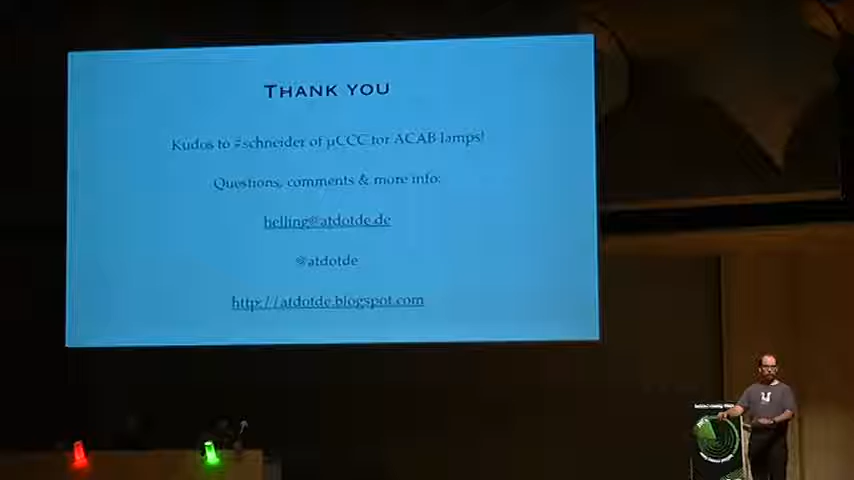 THANK YOU
Kudos to #schneider of µCCC for ACAB lamps!
Questions, comments & more info:
helling@atdotde.de
@atdotde
http://atdotde.blogspot.com